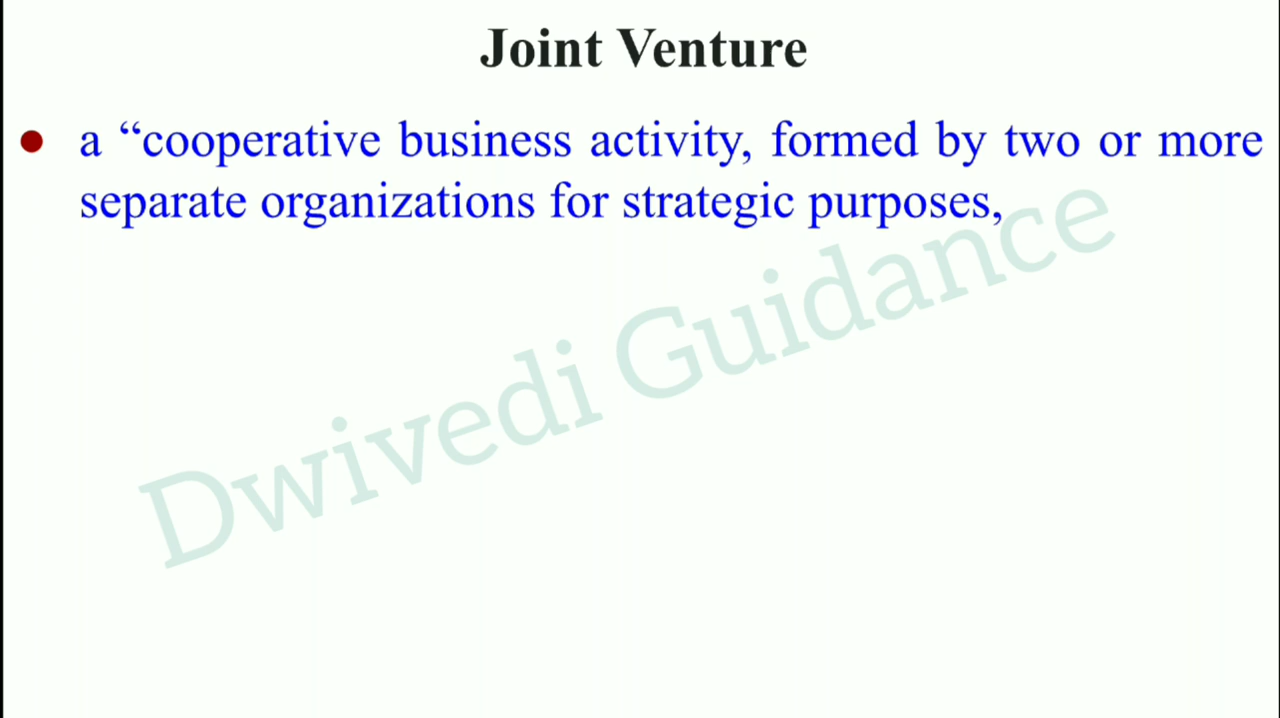 Joint Venture
• a “cooperative business activity, formed by two or more
separate organizations for strategic purposes,
Dwivedi Guidance